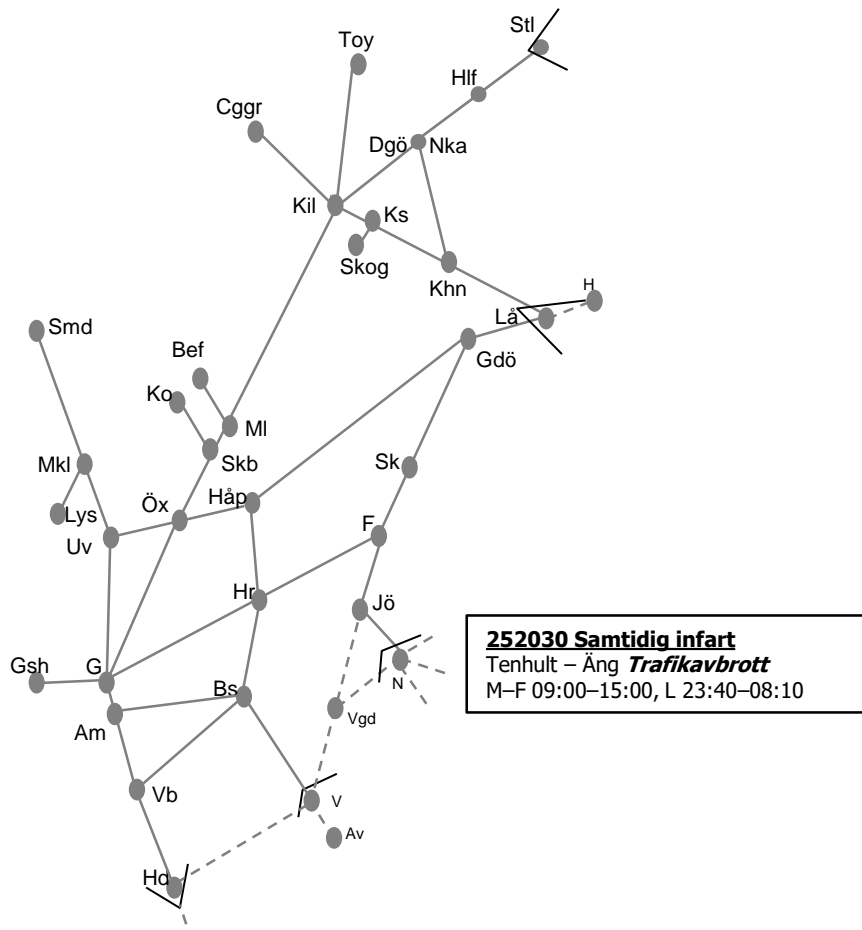 Stl
Toy
Hlf
Cggr
Dgö Nka
Kil
Ks
Skog
Khn
H
Lå
Smd
Gdö
Bef
Ko
Ml
Skb
Sk
Mkl
Håp
Öx
Lys
F
Uv
Hr
Jö
252030 Samtidig infart
Tenhult – Äng Trafikavbrott
M–F 09:00–15:00, L 23:40–08:10
Gsh
G
N
Bs
Am
Vgd
Vb
V
Av
Hd